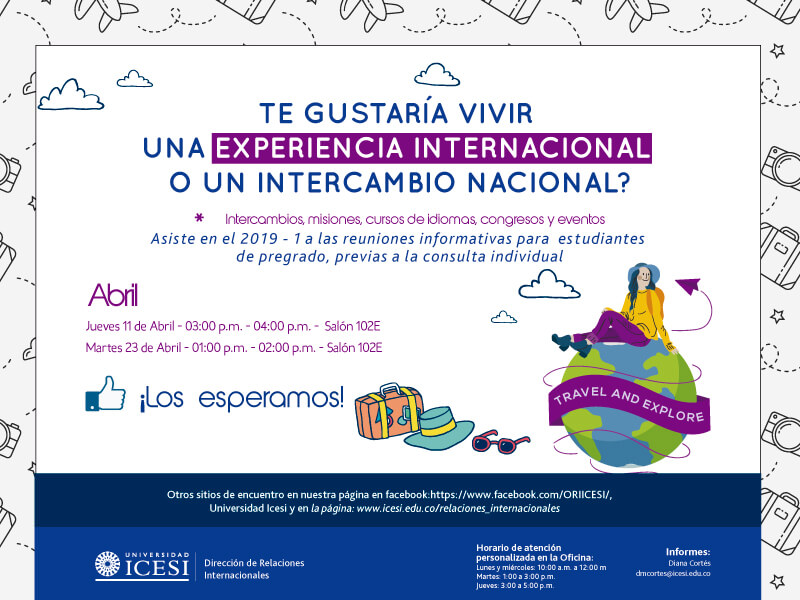 TE GUSTARÍA VIVIR
UNA EXPERIENCIA INTERNACIONAL
O UN INTERCAMBIO NACIONAL?
* Intercambios, misiones, cursos de idiomas, congresos y eventos
Asiste en el 2019 - 1 a las reuniones informativas para estudiantes
de pregrado, previas a la consulta individual
Abril
Jueves 11 de Abril - 03:00 p.m. - 04:00 p.m. - Salón 102E
Martes 23 de Abril - 01:00 p.m. - 02:00 p.m. - Salón 102E
¡Los esperamos!
TRAVEL AND EXPLORE
Otros sitios de encuentro en nuestra página en facebook:https://www.facebook.com/ORIICESI/,
Universidad Icesi y en la página: www.icesi.edu.co/relaciones_internacionales
UNIVERSIDAD
ICESI
Dirección de Relaciones
Internacionales
Horario de atención
personalizada en la Oficina:
Lunes y miércoles: 10:00 a.m. a 12:00 m
Martes: 1:00 a 3:00 p.m.
Jueves: 3:00 a 5:00 p.m.
Informes:
Diana Cortés
dmcortes@icesi.edu.co